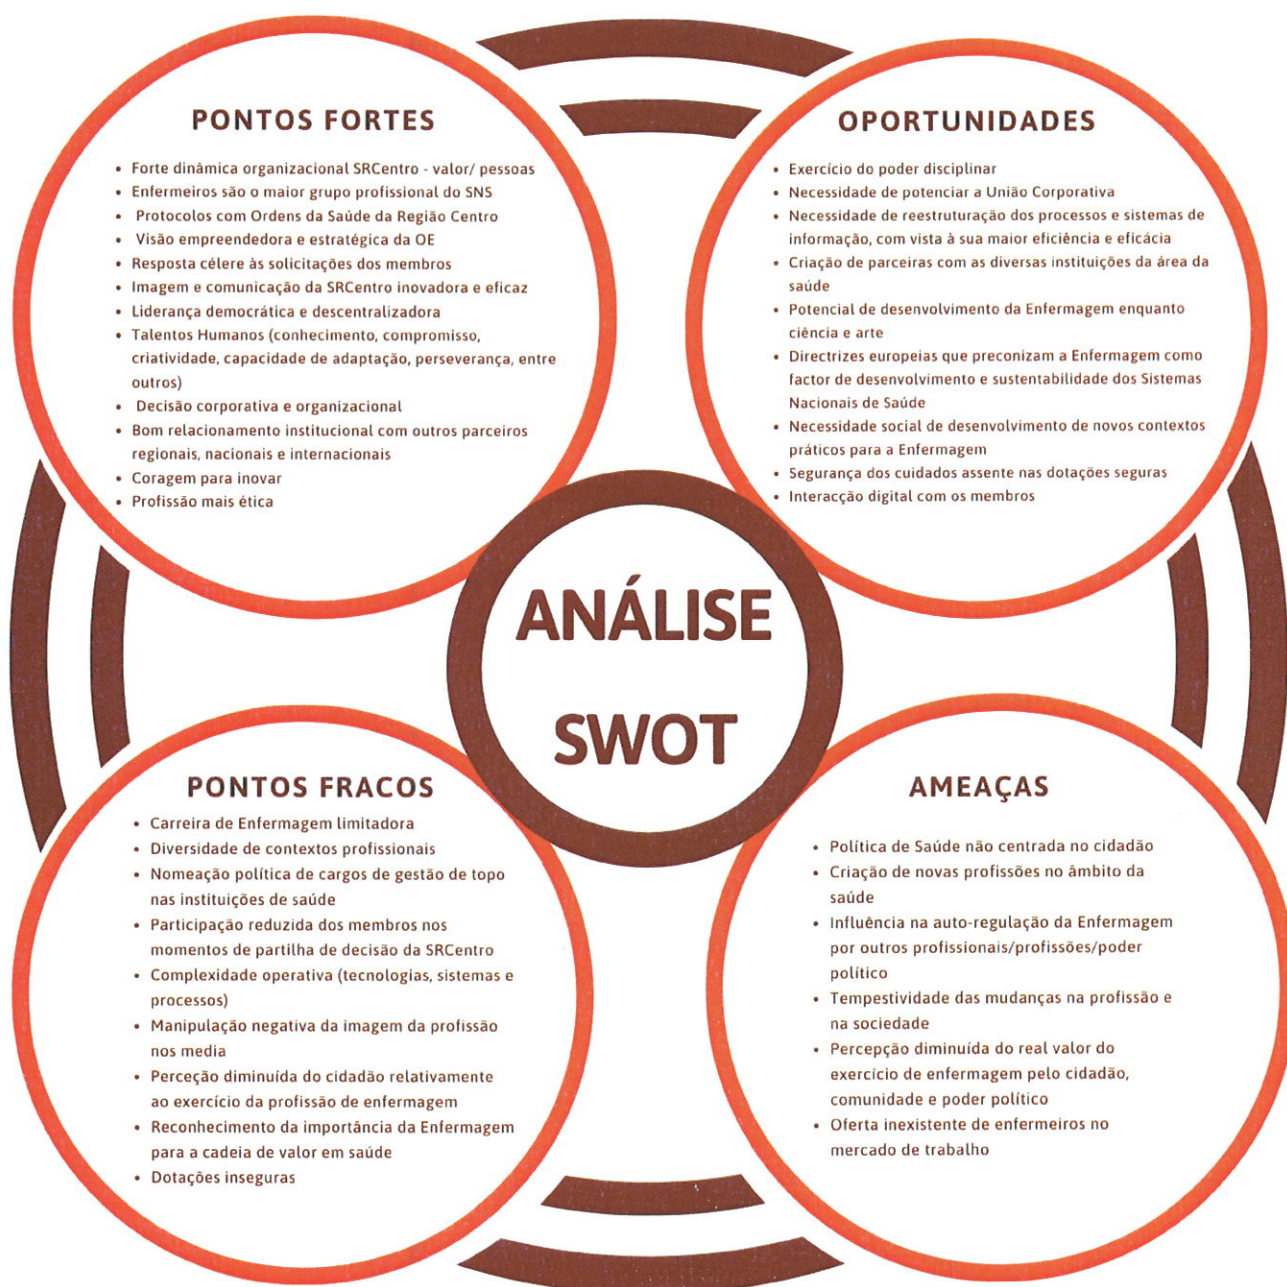 PONTOS FORTES
• Forte dinâmica organizacional SRCentro - valor/ pessoas
• Enfermeiros são o maior grupo profissional do SNS
• Protocolos com Ordens da Saúde da Região Centro
• Visão empreendedora e estratégica da OE
• Resposta célere às solicitações dos membros
• Imagem e comunicação da SRCentro inovadora e eficaz
• Liderança democrática e descentralizadora
• Talentos Humanos (conhecimento, compromisso,
criatividade, capacidade de adaptação, perseverança, entre
outros)
• Decisão corporativa e organizacional
• Bom relacionamento institucional com outros parceiros
regionais, nacionais e internacionais
• Coragem para inovar
• Profissão mais ética
OPORTUNIDADES
• Exercício do poder disciplinar
• Necessidade de potenciar a União Corporativa
• Necessidade de reestruturação dos processos e sistemas de
informação, com vista à sua maior eficiência e eficácia
• Criação de parceiras com as diversas instituições da área da
saúde
• Potencial de desenvolvimento da Enfermagem enquanto
ciência e arte
• Directrizes europeias que preconizam a Enfermagem como
factor de desenvolvimento e sustentabilidade dos Sistemas
Nacionais de Saúde
• Necessidade social de desenvolvimento de novos contextos
práticos para a Enfermagem
• Segurança dos cuidados assente nas dotações seguras
• Interacção digital com os membros
ANÁLISE
SWOT
PONTOS FRACOS
• Carreira de Enfermagem limitadora
• Diversidade de contextos profissionais
• Nomeação política de cargos de gestão de topo
nas instituições de saúde
• Participação reduzida dos membros nos
momentos de partilha de decisão da SRCentro
• Complexidade operativa (tecnologias, sistemas e
processos)
• Manipulação negativa da imagem da profissão
nos media
• Perceção diminuída do cidadão relativamente
ao exercício da profissão de enfermagem
• Reconhecimento da importância da Enfermagem
para a cadeia de valor em saúde
• Dotações inseguras
AMEAÇAS
• Política de Saúde não centrada no cidadão
• Criação de novas profissões no âmbito da
saúde
• Influência na auto-regulação da Enfermagem
por outros profissionais/profissões/poder
político
• Tempestividade das mudanças na profissão e
na sociedade
• Percepção diminuída do real valor do
exercício de enfermagem pelo cidadão,
comunidade e poder político
• Oferta inexistente de enfermeiros no
mercado de trabalho